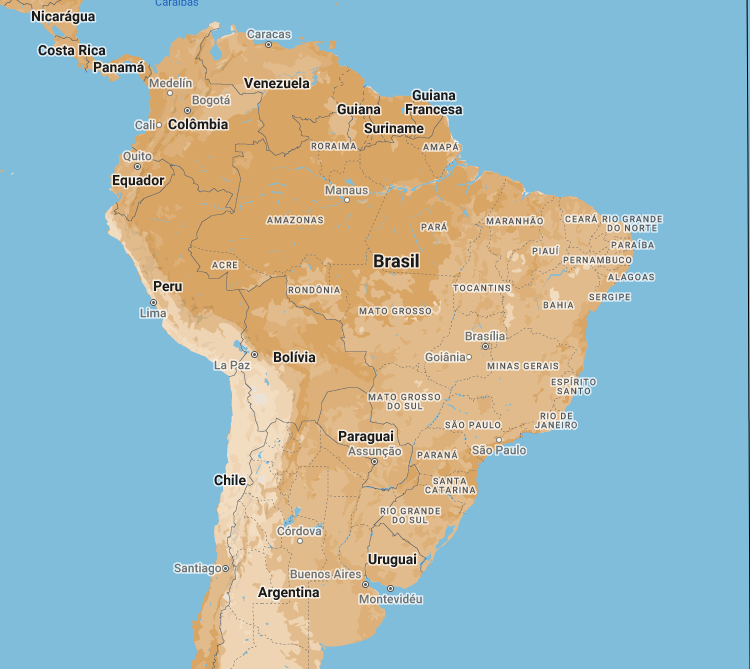 Caraíbas
Nicarágua
Costa Rica
Panamá
Caracas
Medelín
Venezuela
Bogotá
Guiana
Guiana
Francesa
Cali
Colômbia
Suriname
RORAIMA
AMAPÁ
Quito
Equador
Manaus
AMAZONAS
PARÁ
MARANHÃO
CEARÁ
RIO GRANDE
DO NORTE
PARAÍBA
PIAUÍ
PERNAMBUCO
Brasil
ACRE
ALAGOAS
Peru
RONDÔNIA
TOCANTINS
SERGIPE
Lima
MATO GROSSO
BAHIA
Brasília
La Paz
Bolívia
Goiânia
MINAS GERAIS
ESPÍRITO
SANTO
MATO GROSSO
DO SUL
RIO DE
JANEIRO
SÃO PAULO
Paraguai
Assunção
PARANÁ
São Paulo
Chile
SANTA
CATARINA
RIO GRANDE
DO SUL
Córdova
Uruguai
Santiago
Buenos Aires
Argentina
Montevidéu